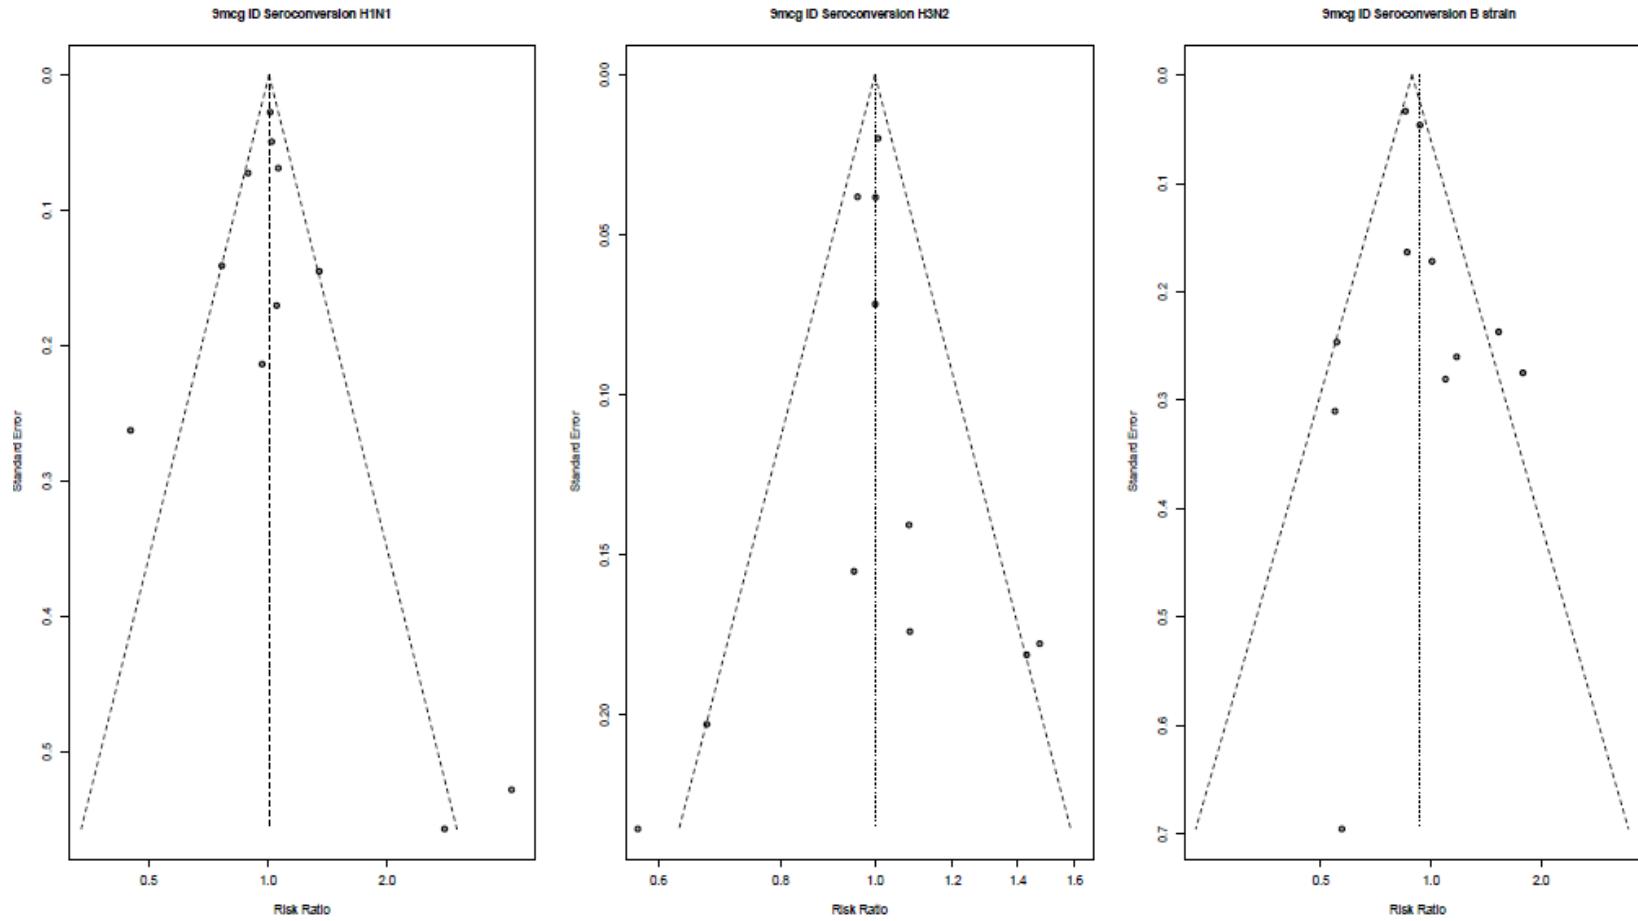 9mcg ID Seroconversion H1N1
0.0
0.1
0.2
0.3
0.4
0.5
Standard Error
0.5 1.0 2.0
Risk Ratio
9mcg ID Seroconversion H3N2
0.00
0.05
0.10
0.15
0.20
Standard Error
0.6 0.8 1.0 1.2 1.4 1.6
Risk Ratio
9mcg ID Seroconversion B strain
0.0
0.1
0.2
0.3
0.4
0.5
0.6
0.7
Standard Error
0.5 1.0 2.0
Risk Ratio